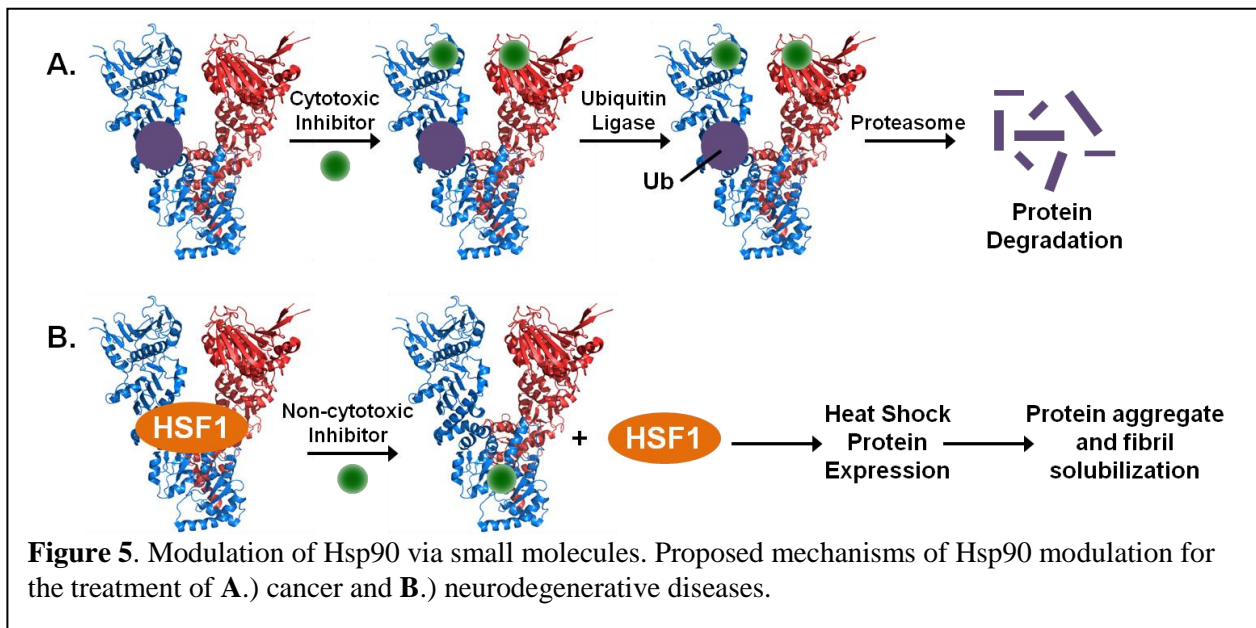 A.
Cytotoxic
Inhibitor
Ubiquitin
Ligase
Ub
Proteasome
Protein
Degradation
B.
HSF1
Non-cytotoxic
Inhibitor
+
HSF1
Heat Shock
Protein
Expression
Protein aggregate
and fibril
solubilization
Figure 5. Modulation of Hsp90 via small molecules. Proposed mechanisms of Hsp90 modulation for
the treatment of A.) cancer and B.) neurodegenerative diseases.